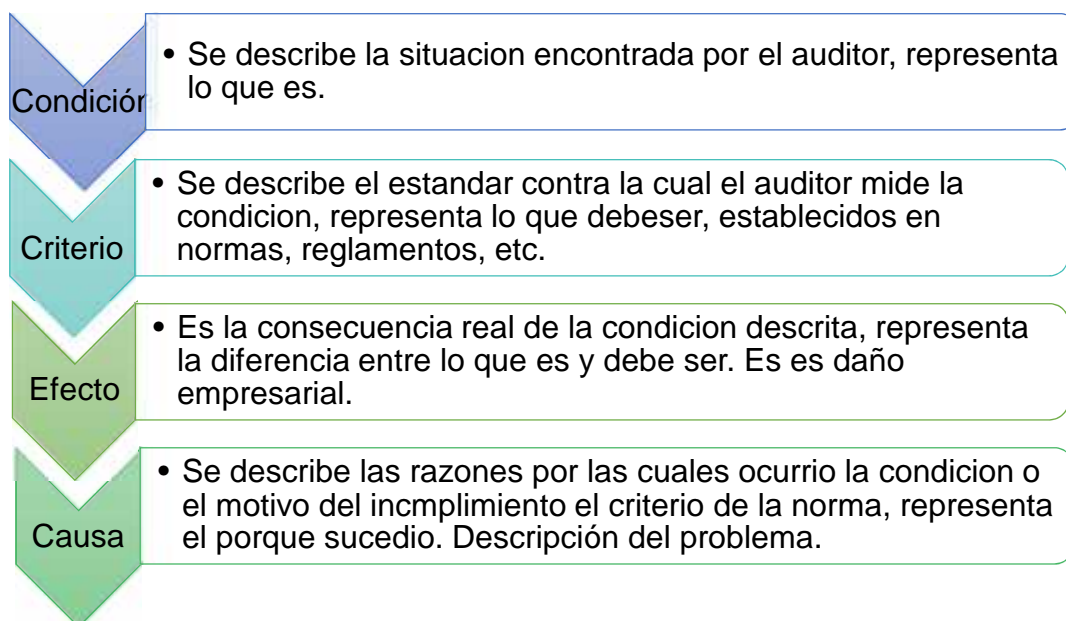 Condición
• Se describe la situacion encontrada por el auditor, representa
lo que es.
Criterio
• Se describe el estandar contra la cual el auditor mide la
condicion, representa lo que debeser, establecidos en
normas, reglamentos, etc.
Efecto
• Es la consecuencia real de la condicion descrita, representa
la diferencia entre lo que es y debe ser. Es es daño
empresarial.
Causa
• Se describe las razones por las cuales ocurrio la condicion o
el motivo del incmplimiento el criterio de la norma, representa
el porque sucedio. Descripción del problema.